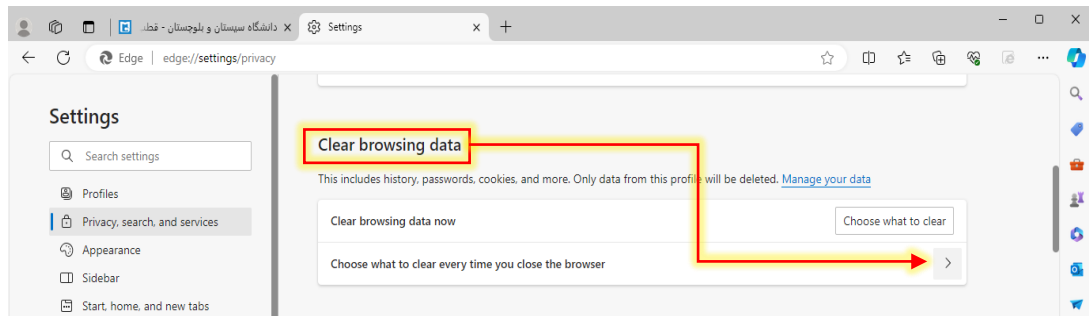 دانشگاه سیستان و بلوچستان - قطد
Settings
Edge | edge://settings/privacy
Settings
Search settings
Profiles
Privacy, search, and services
Appearance
Sidebar
Start, home, and new tabs
Clear browsing data
This includes history, passwords, cookies, and more. Only data from this profile will be deleted. Manage your data
Clear browsing data now
Choose what to clear
Choose what to clear every time you close the browser